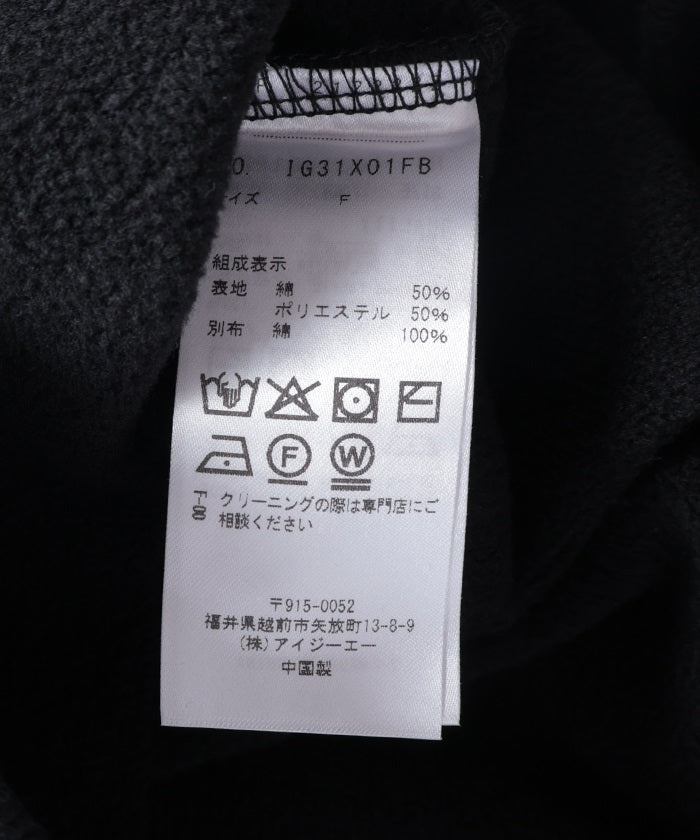 0. IG31X01FB
イズ F
組成表示
表地 綿 50%
ポリエステル 50%
別布 綿 100%
F W
クリーニングの際は専門店にご
相談ください
〒915-0052
福井県越前市矢放町13-8-9
(株)アイジーエー
中国製